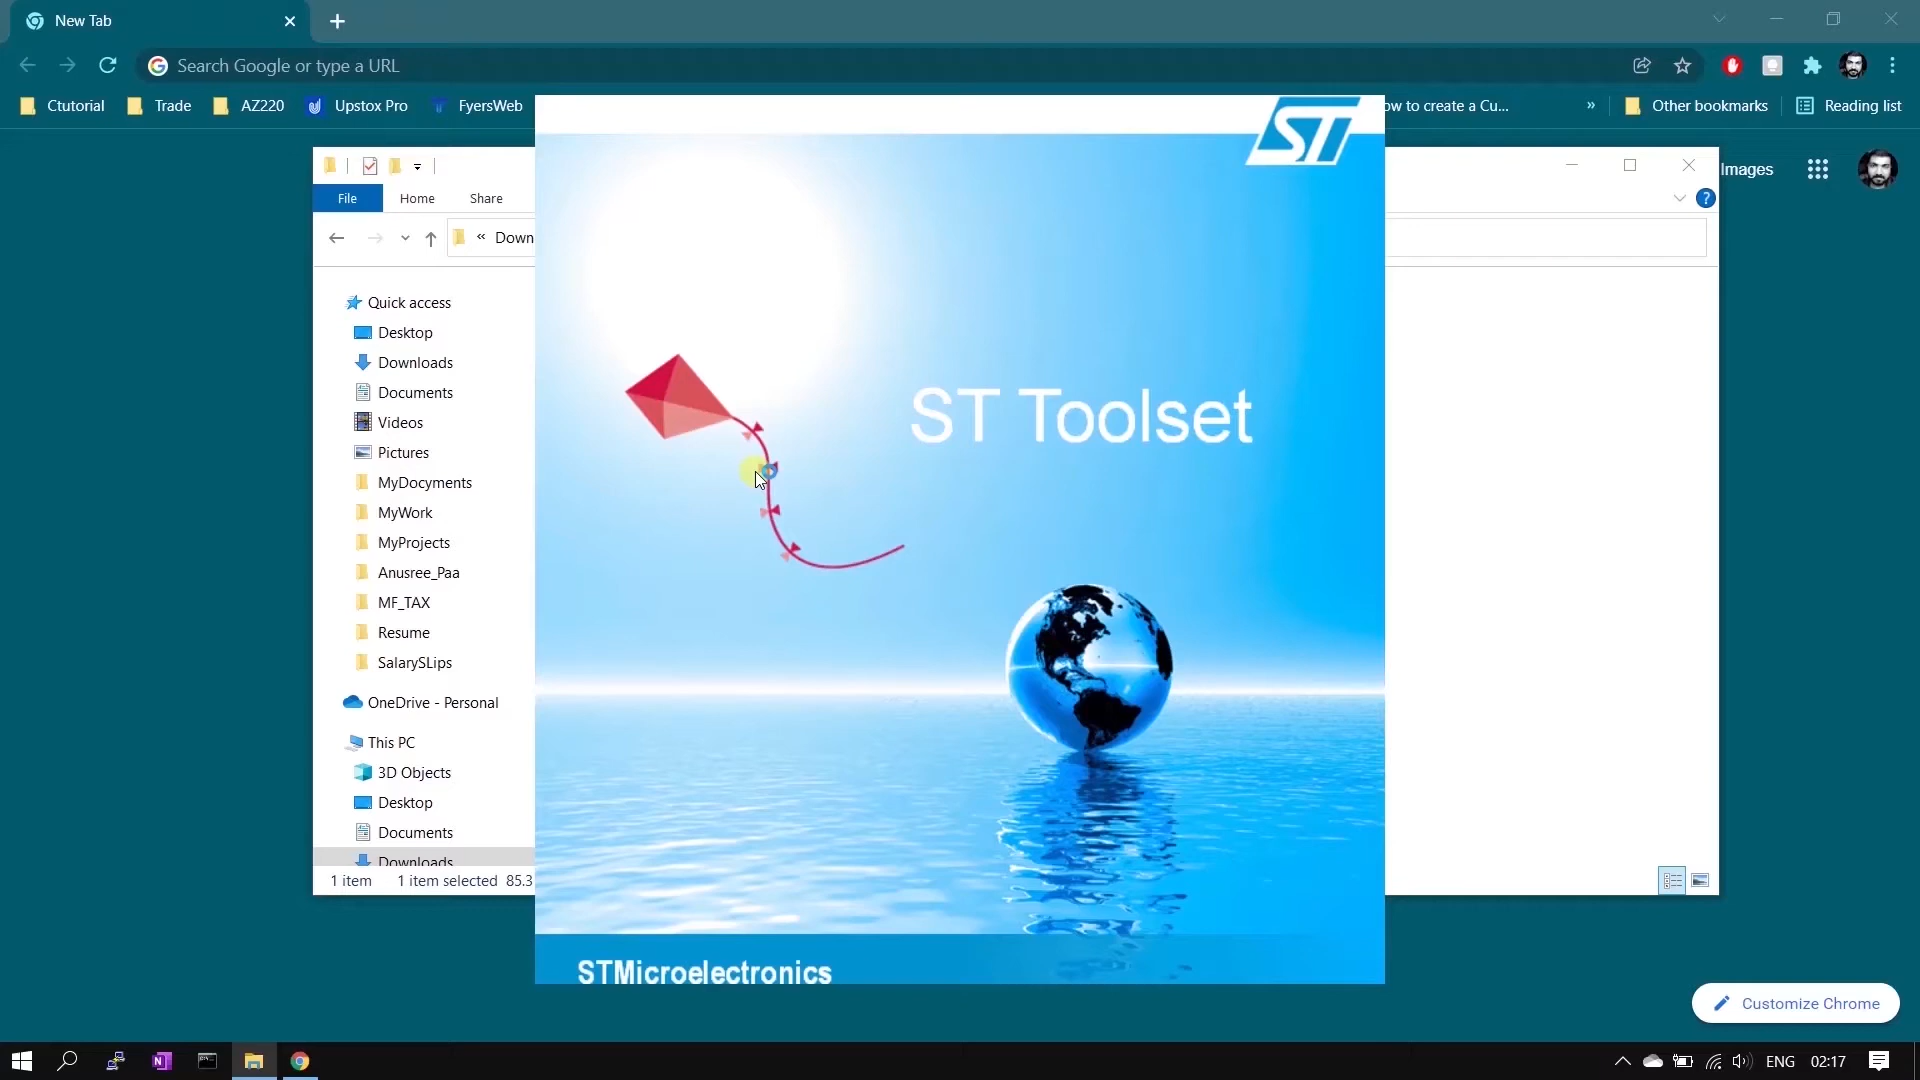 New Tab
Search Google or type a URL
Ctutorial
Trade
AZ220
Upstox Pro
FyersWeb
ow to create a Cu...
»
Other bookmarks
Reading list
ST
Images
File
Home
Share
?
« Down
Quick access
Desktop
Downloads
Documents
Videos
Pictures
MyDocyments
MyWork
MyProjects
Anusree_Paa
MF_TAX
Resume
SalarySLips
OneDrive - Personal
This PC
3D Objects
Desktop
Documents
Downloads
1 item
1 item selected 85.3
ST Toolset
STMicroelectronics
Customize Chrome
ENG
02:17